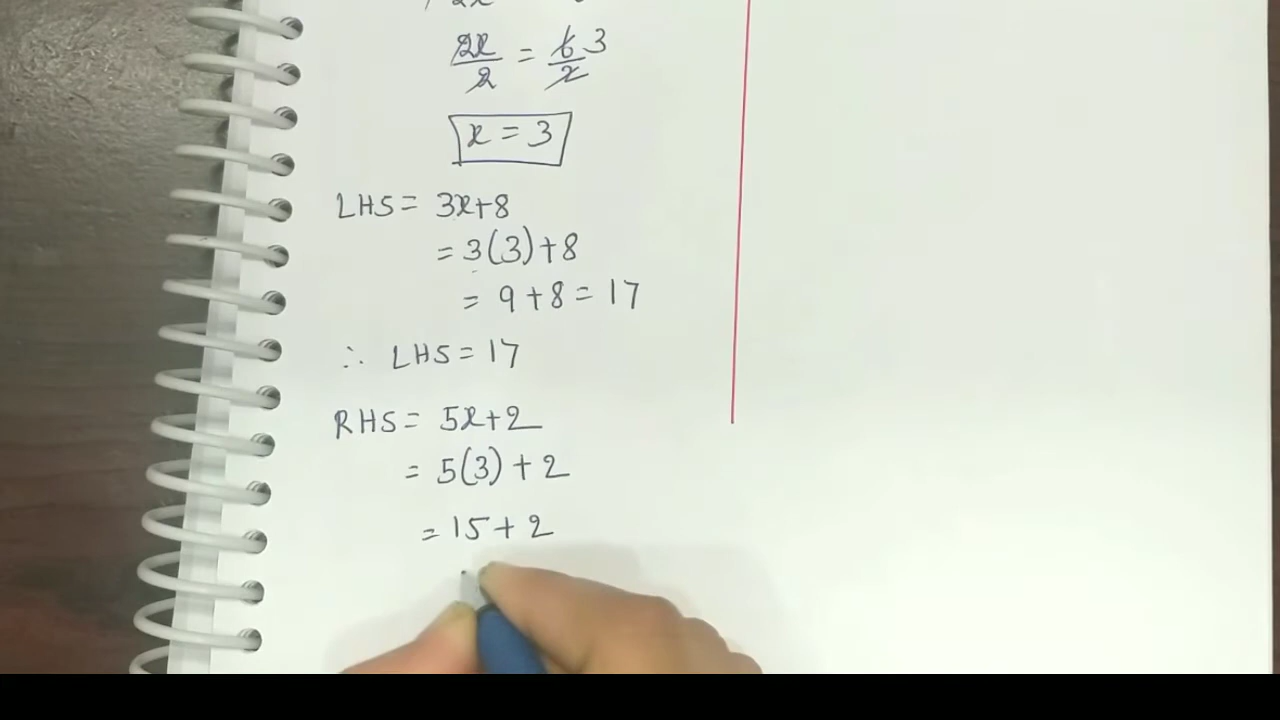 2x/2 = 6/2 3
x = 3
LHS = 3x+8
= 3(3)+8
= 9+8 = 17
∴ LHS = 17
RHS = 5x+2
= 5(3) + 2
= 15 + 2